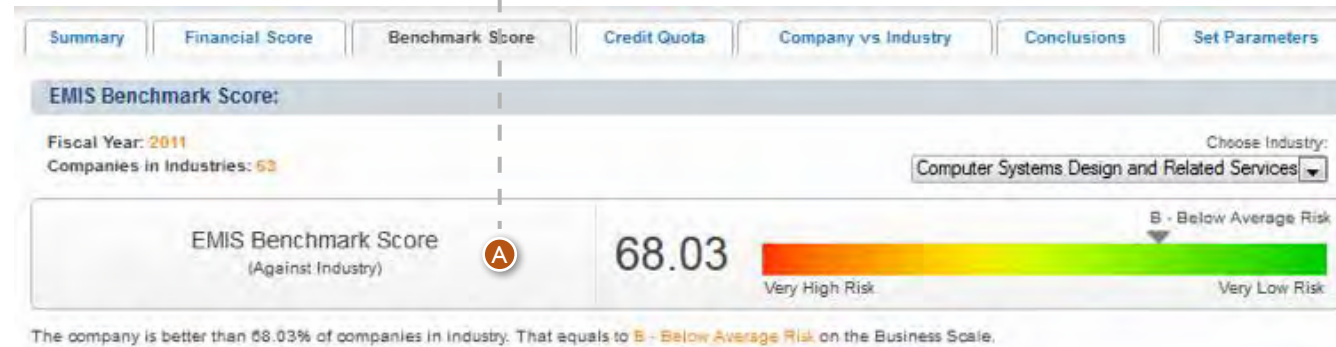 Summary Financial Score Benchmark Score Credit Quota Company vs Industry Conclusions Set Parameters
EMIS Benchmark Score:
Fiscal Year: 2011
Companies in Industries: 53
Choose Industry:
Computer Systems Design and Related Services
B - Below Average Risk
EMIS Benchmark Score
(Against Industry)
A
68.03
Very High Risk Very Low Risk
The company is better than 68.03% of companies in industry. That equals to B - Below Average Risk on the Business Scale.